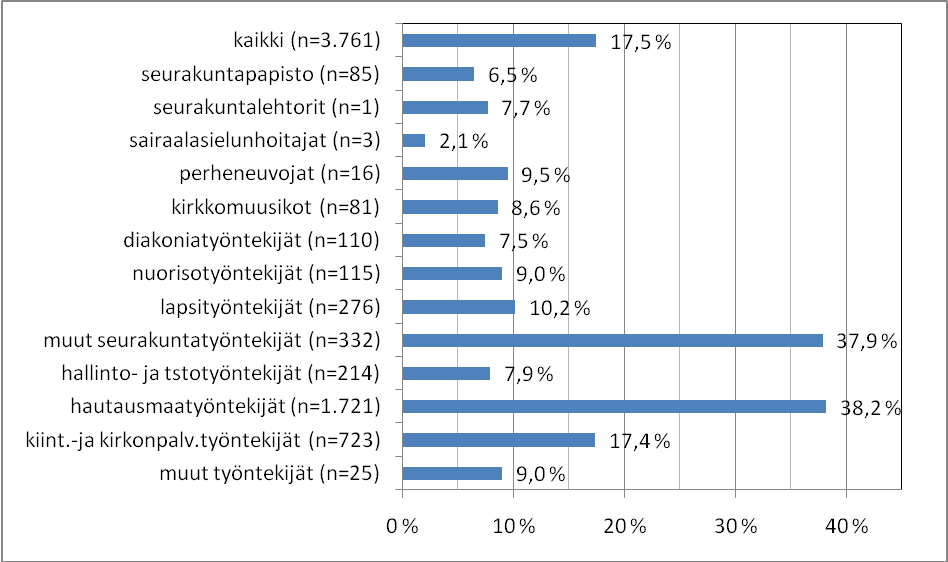 kaikki (n=3.761) 17,5 %
seurakuntapapisto (n=85) 6,5 %
seurakuntalehtorit (n=1) 7,7 %
sairaalasielunhoitajat (n=3) 2,1 %
perheneuvojat (n=16) 9,5 %
kirkkomuusikot (n=81) 8,6 %
diakoniatyöntekijät (n=110) 7,5 %
nuorisotyöntekijät (n=115) 9,0 %
lapsityöntekijät (n=276) 10,2 %
muut seurakuntatyöntekijät (n=332) 37,9 %
hallinto- ja tstotyöntekijät (n=214) 7,9 %
hautausmaatyöntekijät (n=1.721) 38,2 %
kiint.-ja kirkonpalv.työntekijät (n=723) 17,4 %
muut työntekijät (n=25) 9,0 %
0 % 10 % 20 % 30 % 40 %